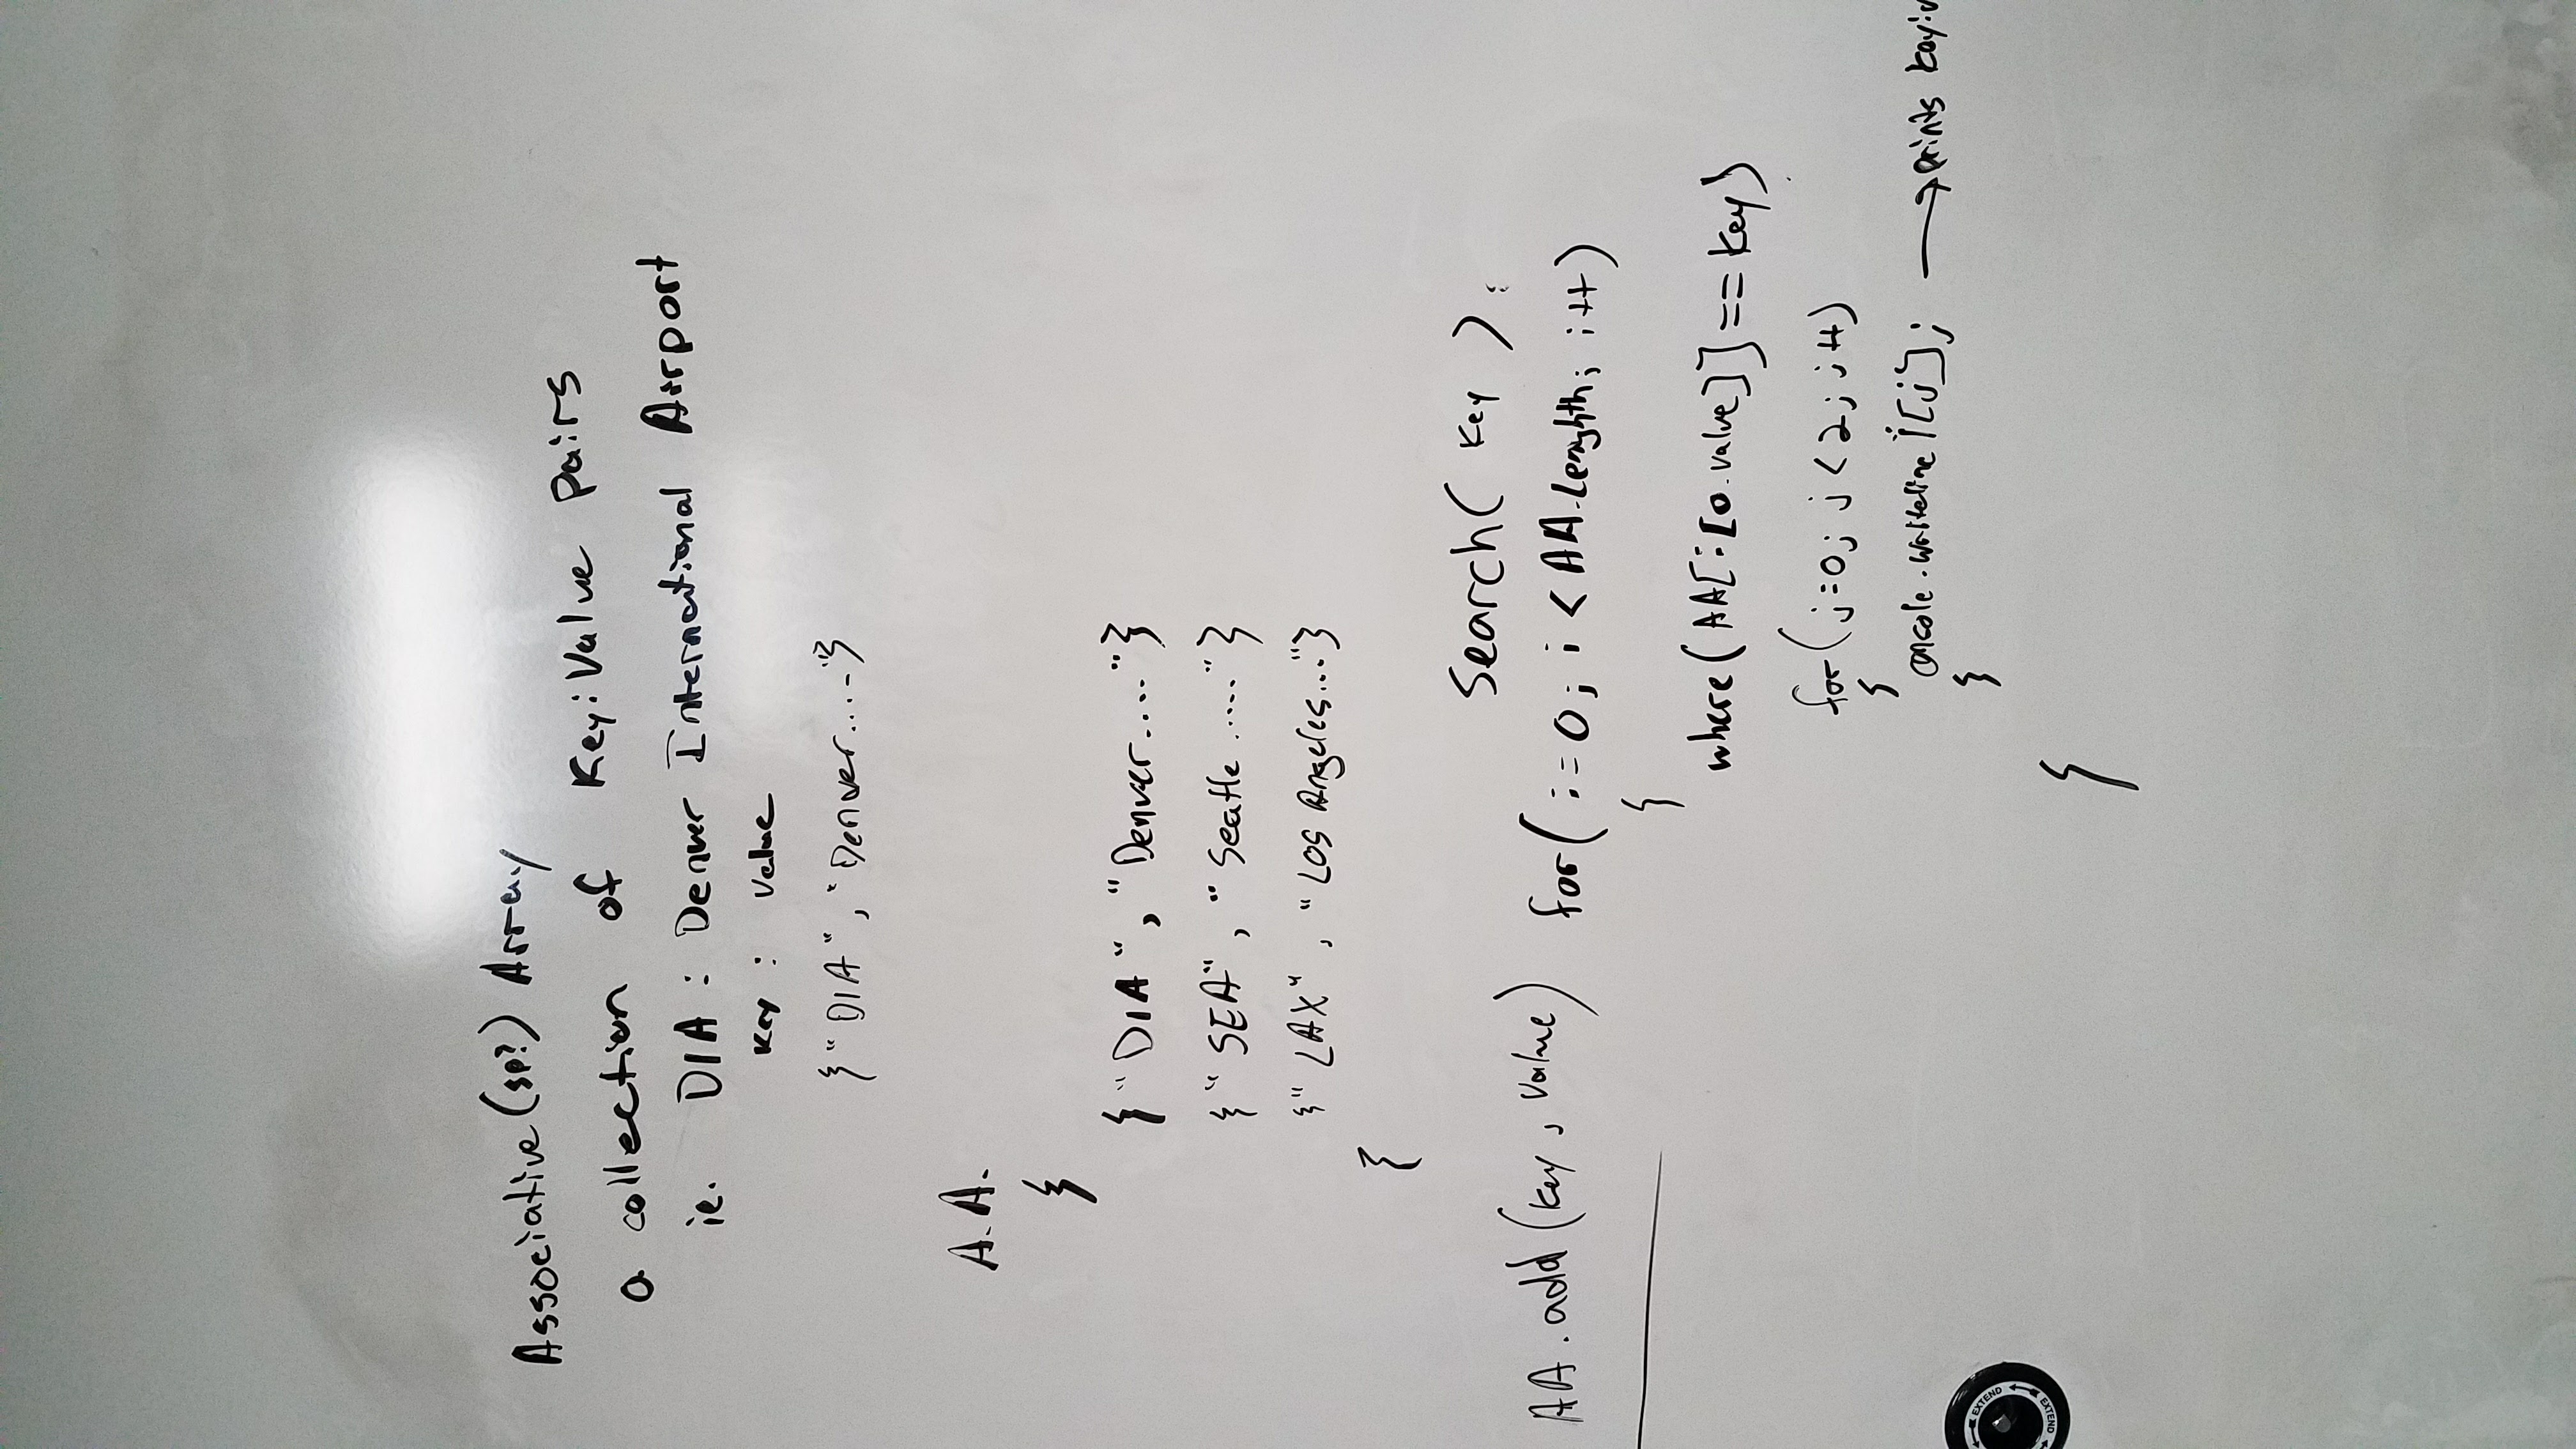 Associative (sp?) Array
a collection of Key:Value pairs
ie. DIA : Denver International Airport
Key : Value
{"DIA", "Denver....-"}
A.A.
{
{"DIA", "Denver...."}
{"SEA", "Seattle ....."}
{"LAX", "Los Angeles..."}
{
Search( Key ):
AA.add (key, value)
for( i=0; i < AA.Lenghth; i++)
{
where(AA[i[0.value]]==key)
for(j=0; j<2; j++)
{
console.writeline i[j]; → prints key:v
}
{
EXTEND
EXTEND